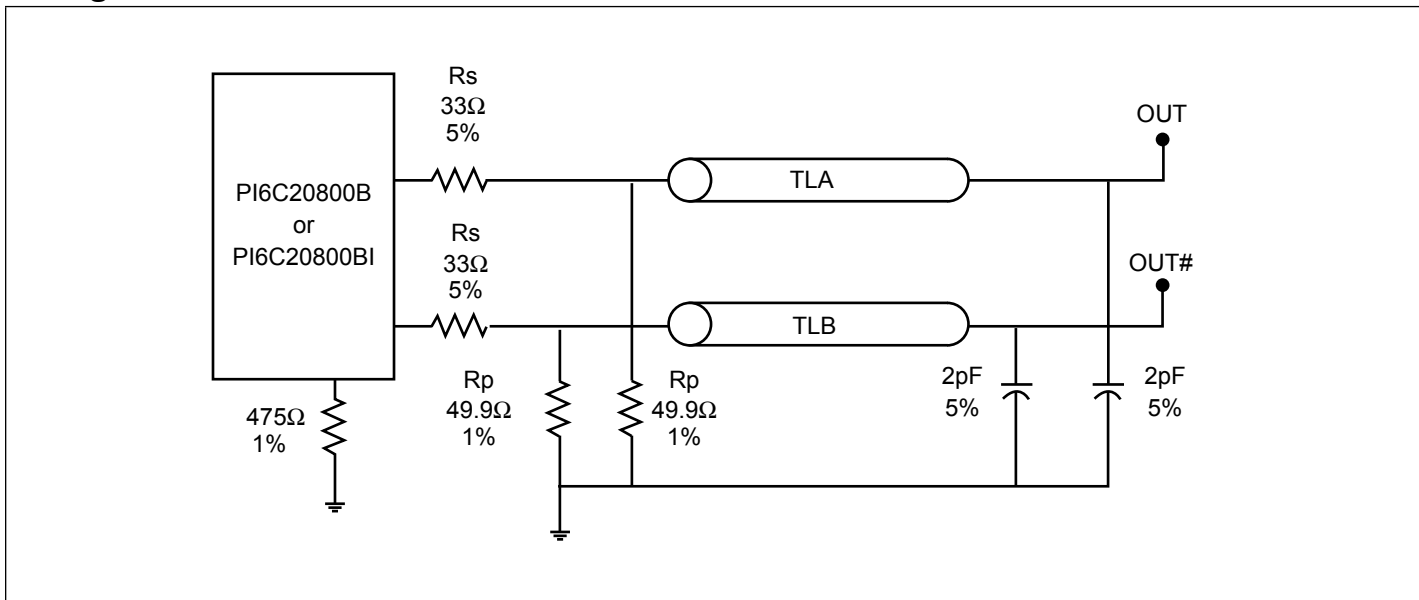 Rs
33Ω
5%
OUT
TLA
PI6C20800B
or
PI6C20800BI
Rs
33Ω
5%
OUT#
TLB
Rp
49.9Ω
1%
Rp
49.9Ω
1%
2pF
5%
2pF
5%
475Ω
1%